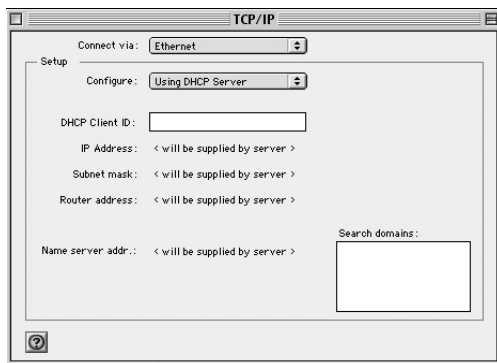 TCP/IP
Connect via: Ethernet
Setup
Configure: Using DHCP Server
DHCP Client ID:
IP Address: < will be supplied by server >
Subnet mask: < will be supplied by server >
Router address: < will be supplied by server >
Search domains:
Name server addr.: < will be supplied by server >
?